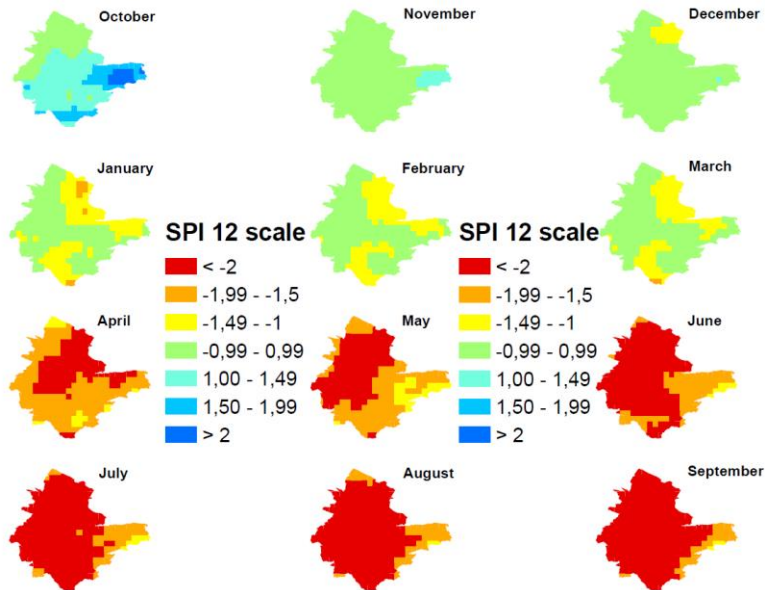 October
November
December
January
February
March
SPI 12 scale
< -2
-1,99 - -1,5
-1,49 - -1
-0,99 - 0,99
1,00 - 1,49
1,50 - 1,99
> 2
SPI 12 scale
< -2
-1,99 - -1,5
-1,49 - -1
-0,99 - 0,99
1,00 - 1,49
1,50 - 1,99
> 2
April
May
June
July
August
September